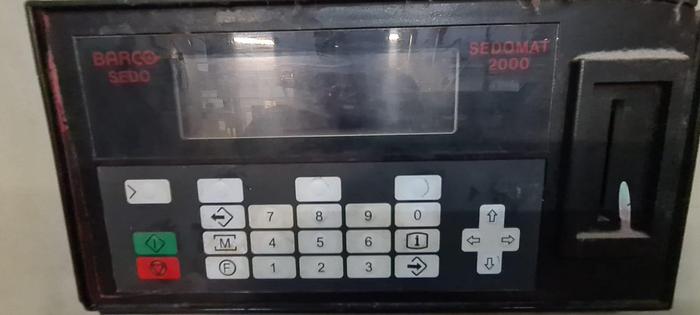 BARCO
SEDO
SEDOMAT
2000
7 8 9 0
M 4 5 6 i
F 1 2 3